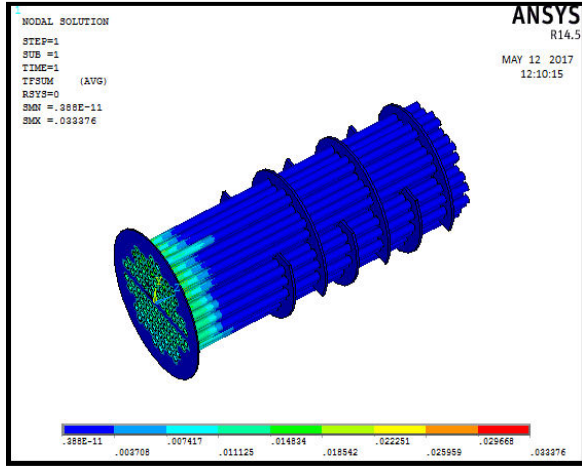 1
NODAL SOLUTION
STEP=1
SUB =1
TIME=1
TFSUM (AVG)
RSYS=0
SMN =.388E-11
SMX =.033376
ANSYS
R14.5
MAY 12 2017
12:10:15
.388E-11 .007417 .014834 .022251 .029668
.003708 .011125 .018542 .025959 .033376